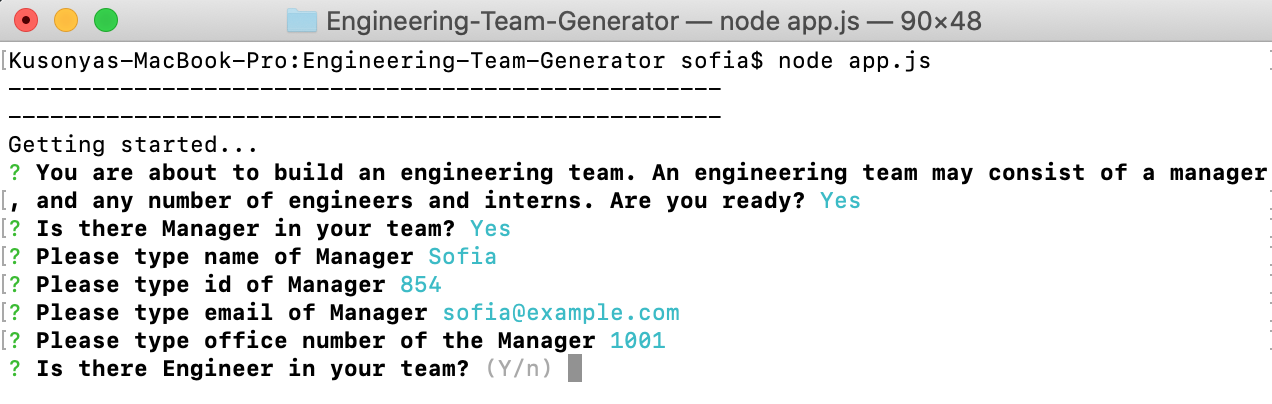 Engineering-Team-Generator — node app.js — 90×48
[Kusonyas-MacBook-Pro:Engineering-Team-Generator sofia$ node app.js
---------------------------------------------------
---------------------------------------------------
Getting started...
? You are about to build an engineering team. An engineering team may consist of a manager
[, and any number of engineers and interns. Are you ready? Yes
[? Is there Manager in your team? Yes
[? Please type name of Manager Sofia
[? Please type id of Manager 854
[? Please type email of Manager sofia@example.com
[? Please type office number of the Manager 1001
? Is there Engineer in your team? (Y/n)